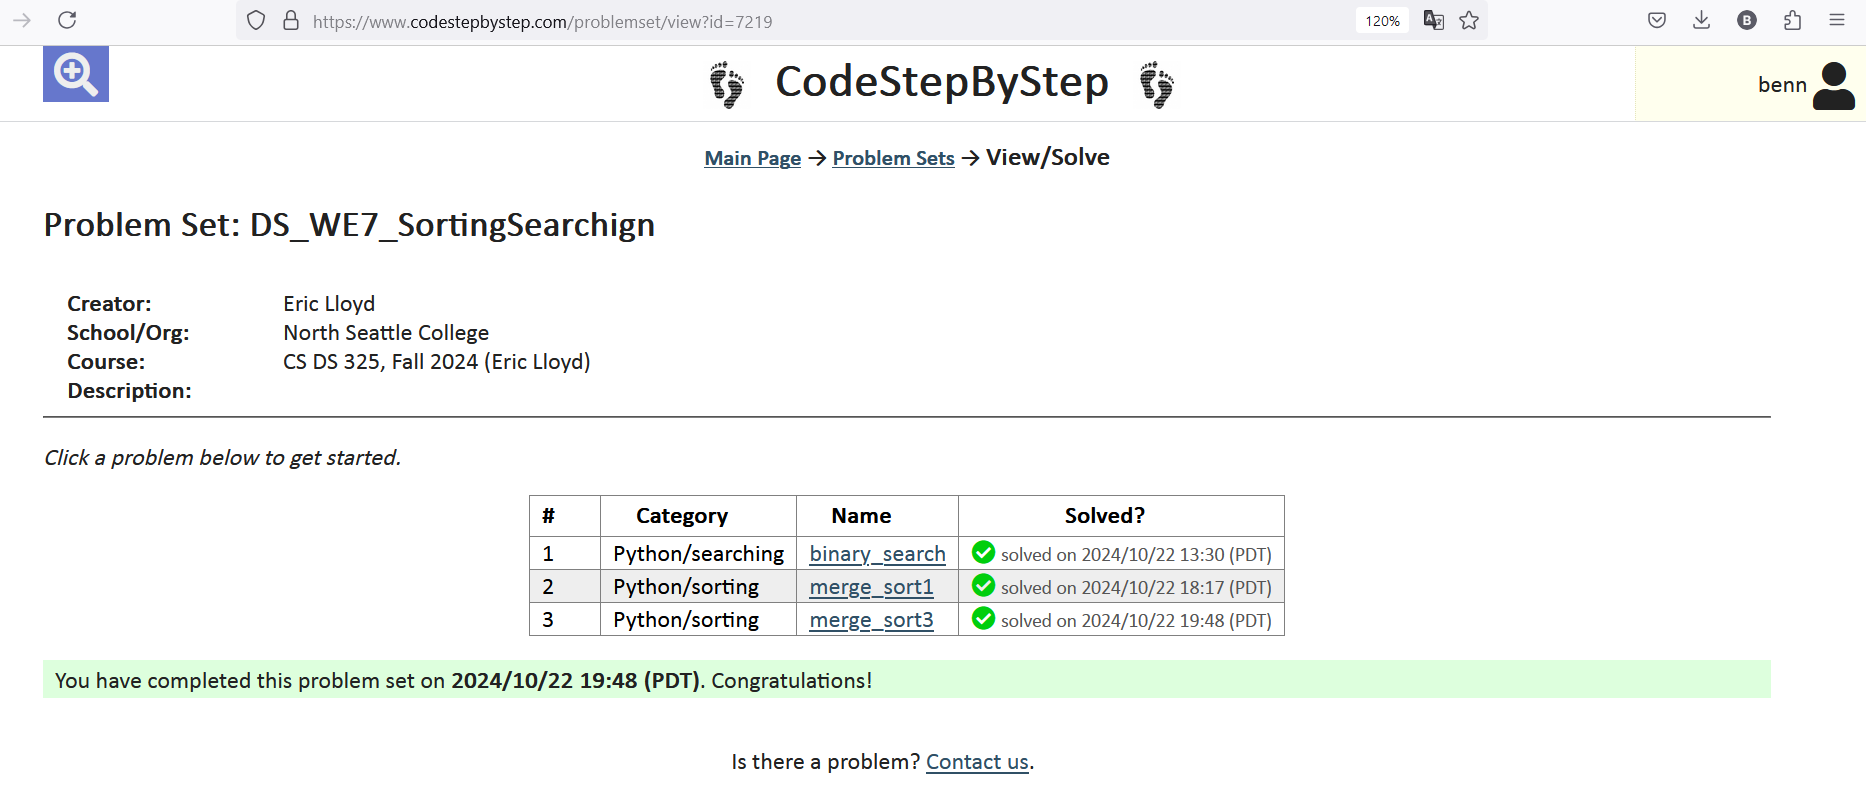 https://www.codestepbystep.com/problemset/view?id=7219 120% B
CodeStepByStep
benn
Main Page → Problem Sets → View/Solve
Problem Set: DS_WE7_SortingSearchign
Creator: Eric Lloyd
School/Org: North Seattle College
Course: CS DS 325, Fall 2024 (Eric Lloyd)
Description:
Click a problem below to get started.
# Category Name Solved?
1 Python/searching binary_search solved on 2024/10/22 13:30 (PDT)
2 Python/sorting merge_sort1 solved on 2024/10/22 18:17 (PDT)
3 Python/sorting merge_sort3 solved on 2024/10/22 19:48 (PDT)
You have completed this problem set on 2024/10/22 19:48 (PDT). Congratulations!
Is there a problem? Contact us.